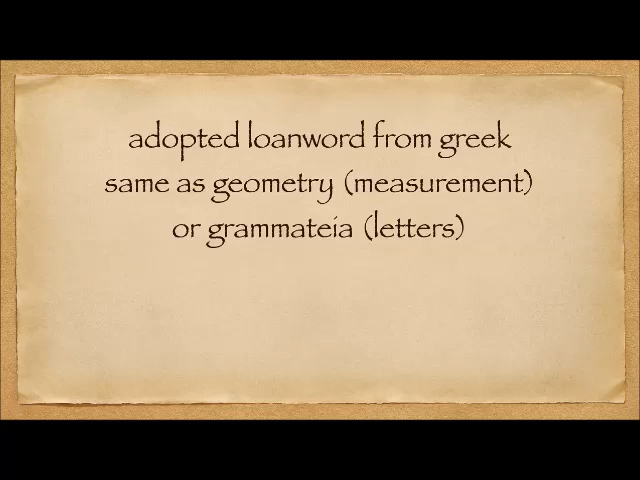 adopted loanword from greek
same as geometry (measurement)
or grammateia (letters)